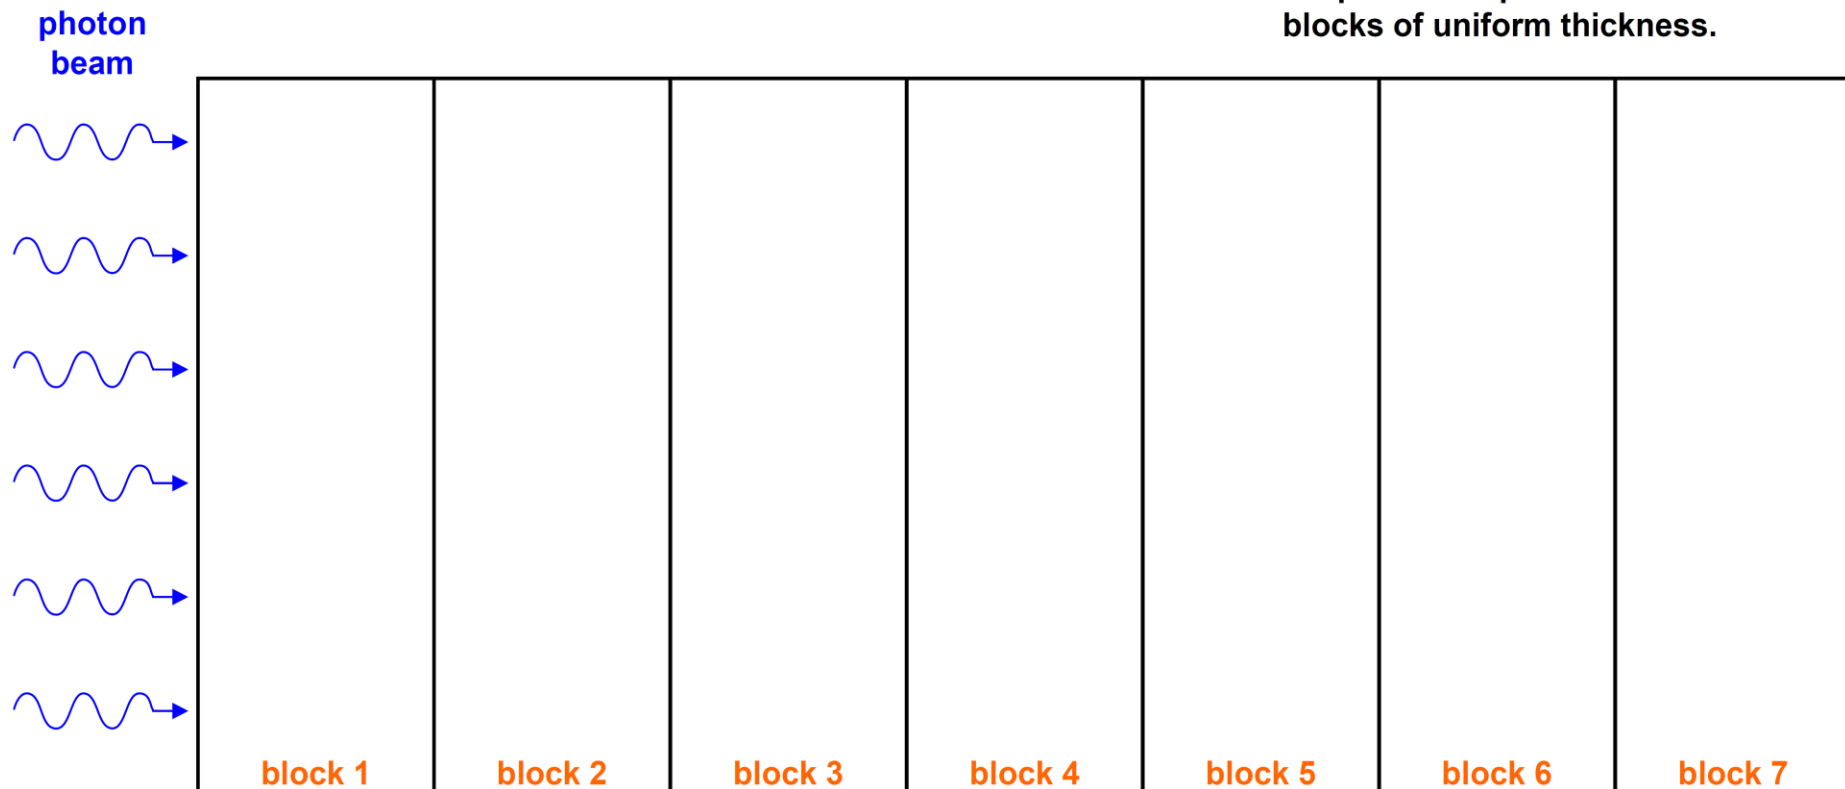 photon
beam
blocks of uniform thickness.
block 1
block 2
block 3
block 4
block 5
block 6
block 7